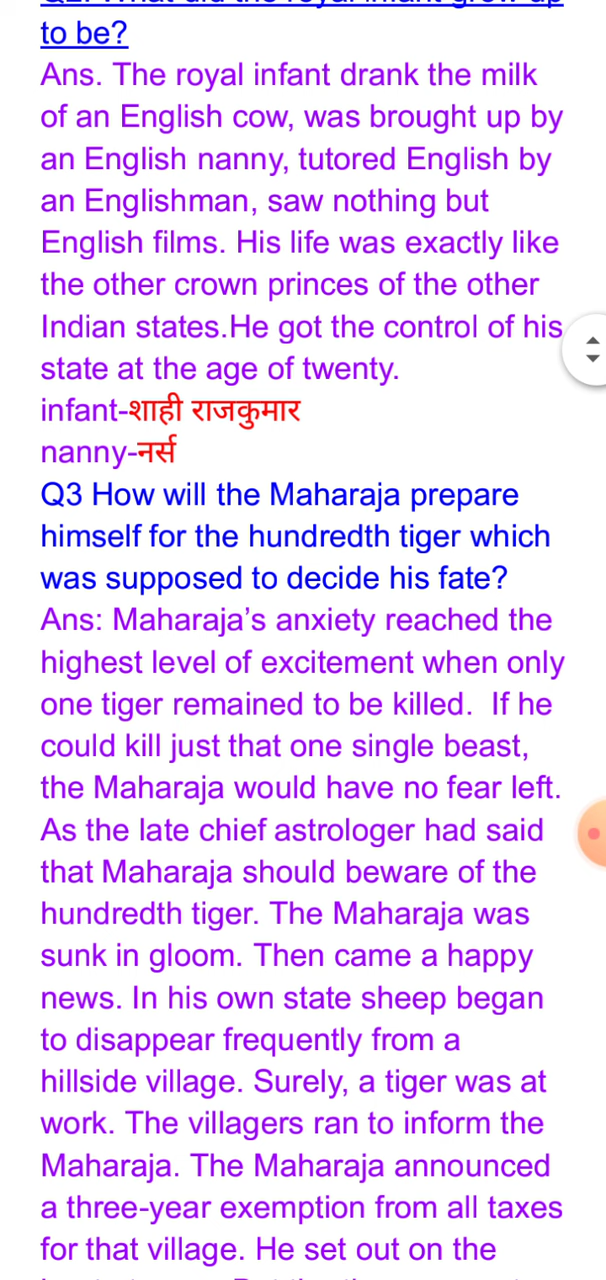 to be?
Ans. The royal infant drank the milk
of an English cow, was brought up by
an English nanny, tutored English by
an Englishman, saw nothing but
English films. His life was exactly like
the other crown princes of the other
Indian states.He got the control of his
state at the age of twenty.
infant-शाही राजकुमार
nanny-नर्स
Q3 How will the Maharaja prepare
himself for the hundredth tiger which
was supposed to decide his fate?
Ans: Maharaja’s anxiety reached the
highest level of excitement when only
one tiger remained to be killed.  If he
could kill just that one single beast,
the Maharaja would have no fear left.
As the late chief astrologer had said
that Maharaja should beware of the
hundredth tiger. The Maharaja was
sunk in gloom. Then came a happy
news. In his own state sheep began
to disappear frequently from a
hillside village. Surely, a tiger was at
work. The villagers ran to inform the
Maharaja. The Maharaja announced
a three-year exemption from all taxes
for that village. He set out on the